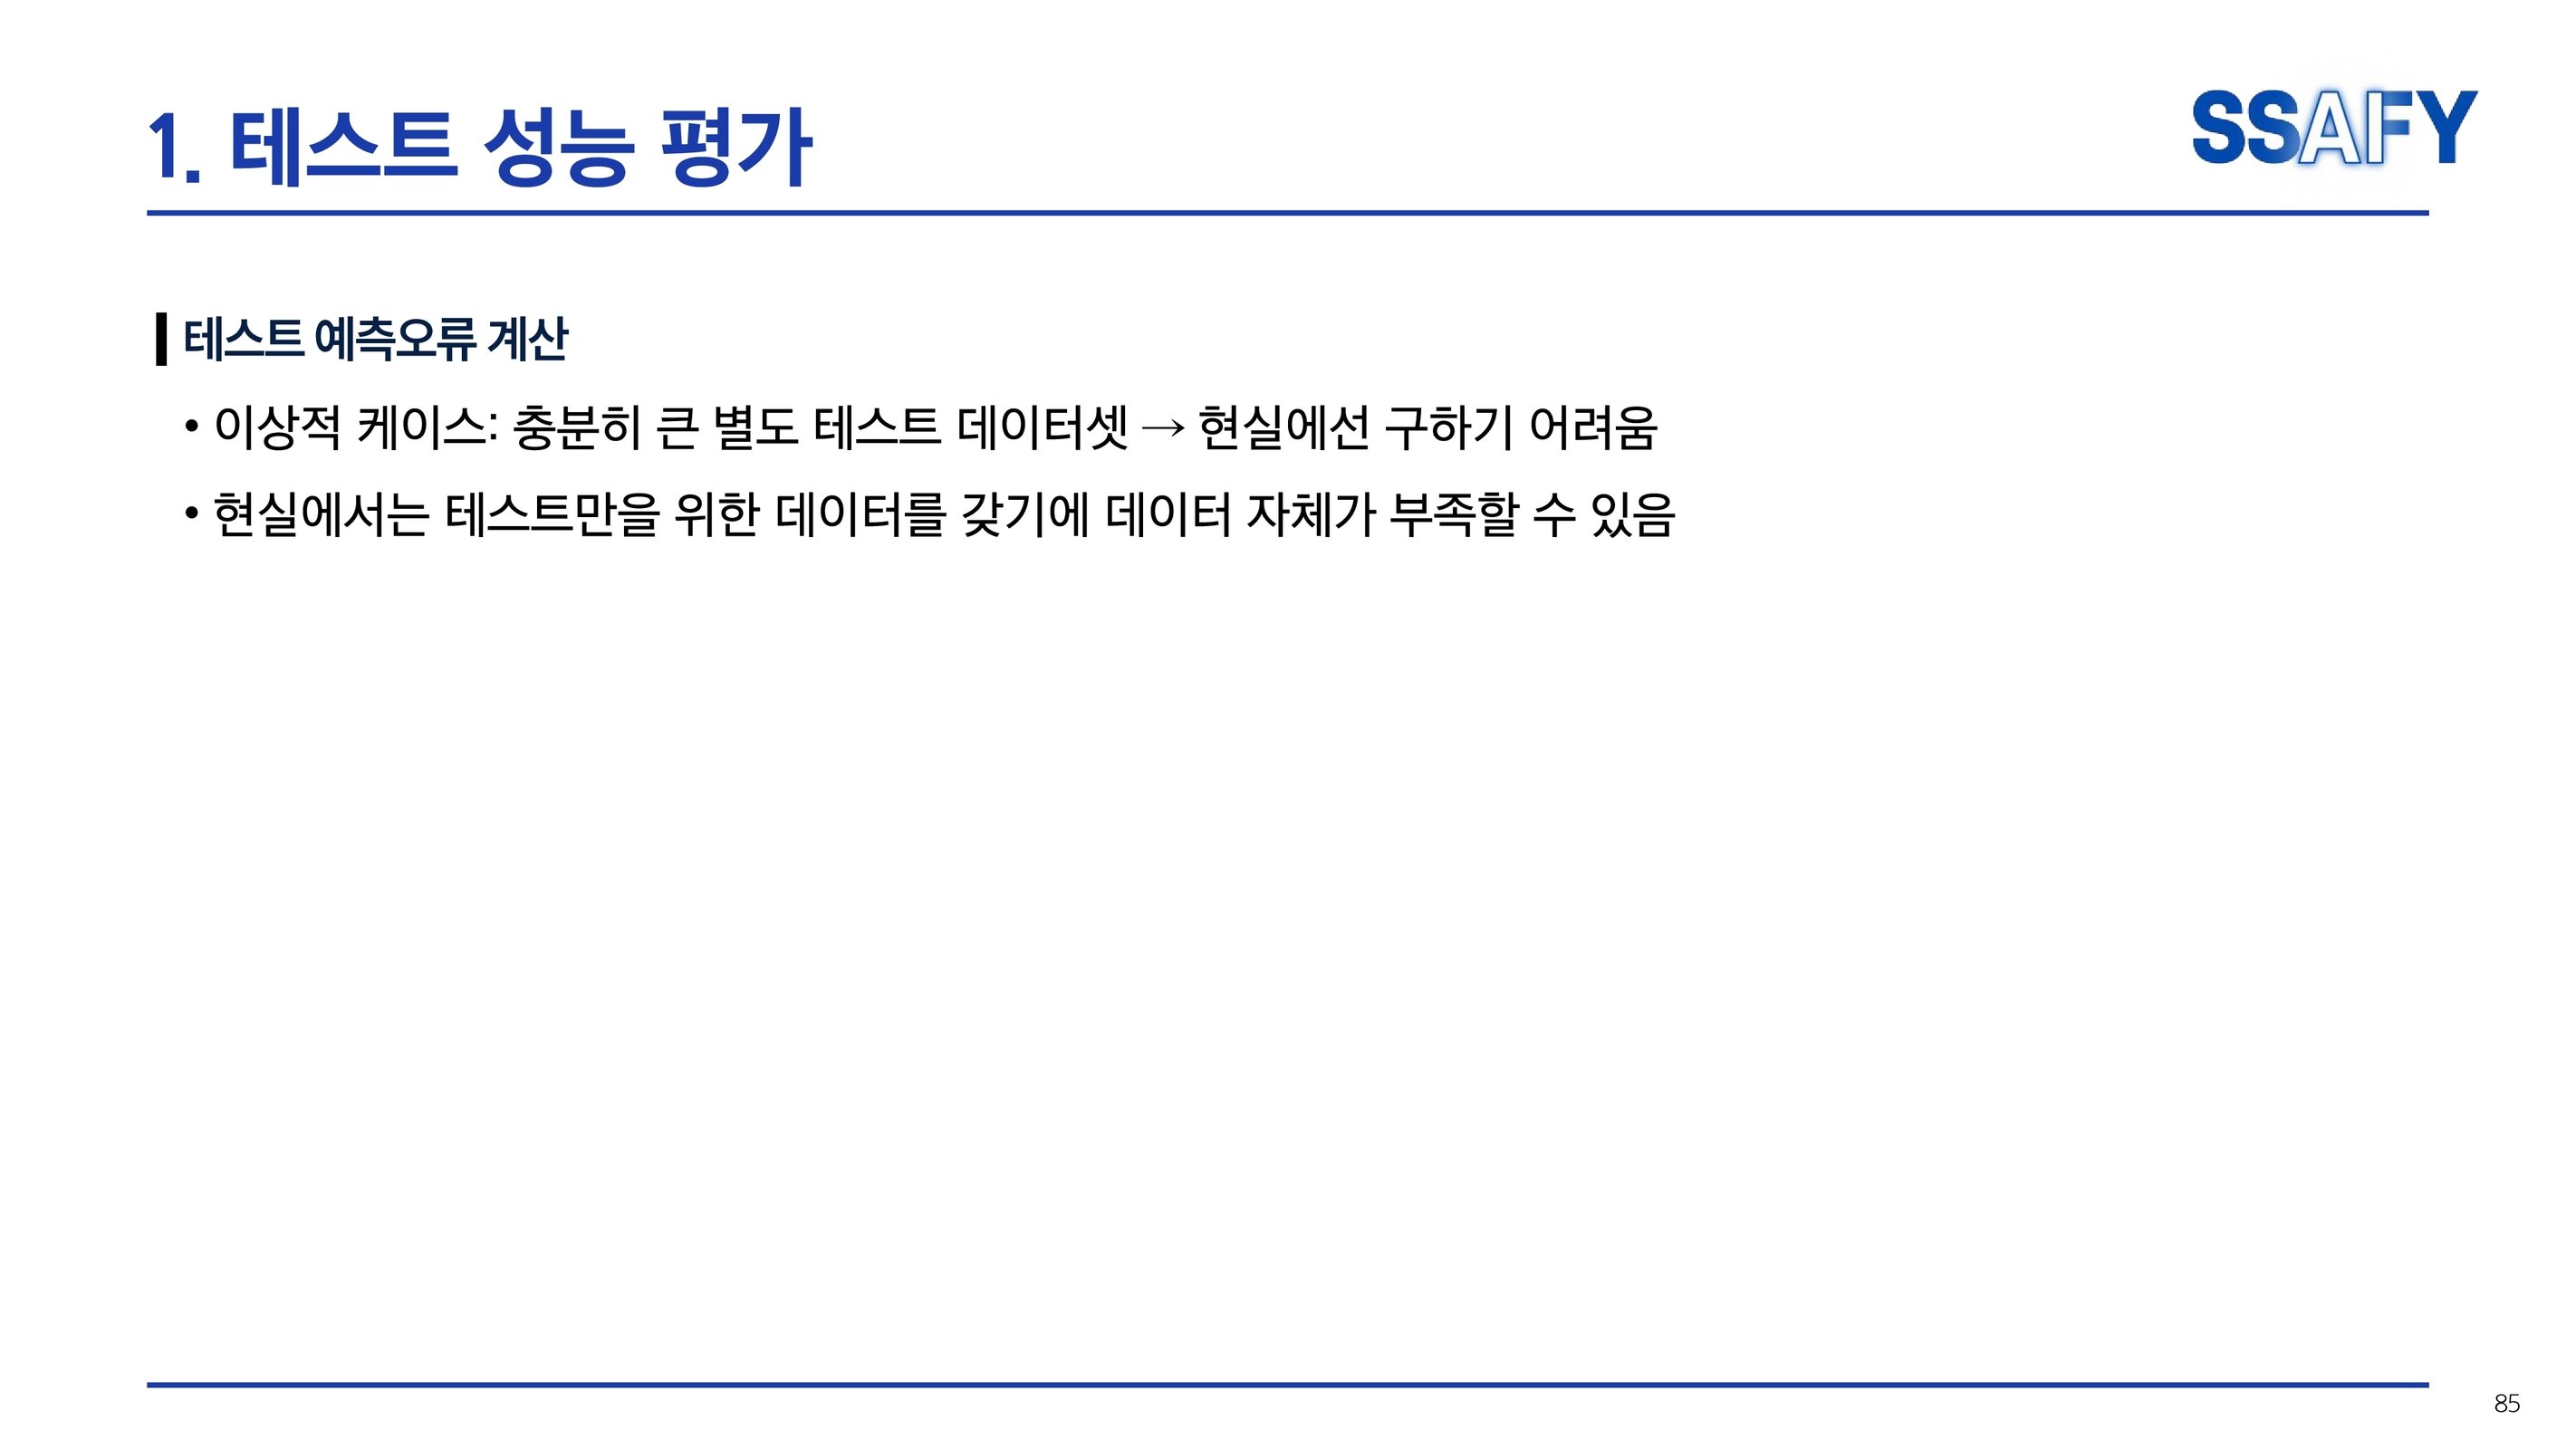 1. 테스트 성능 평가
SSAFY
테스트 예측오류 계산
• 이상적 케이스: 충분히 큰 별도 테스트 데이터셋 → 현실에선 구하기 어려움
• 현실에서는 테스트만을 위한 데이터를 갖기에 데이터 자체가 부족할 수 있음
85